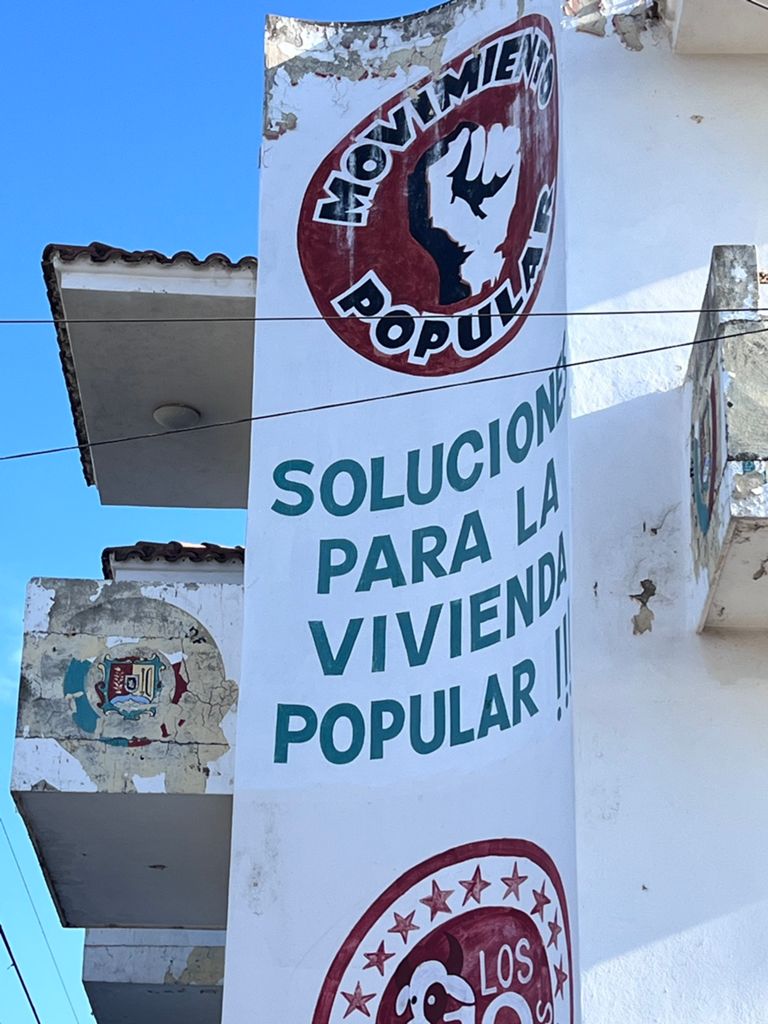 MOVIMIENTO
POPULAR
SOLUCIONES
PARA LA
VIVIENDA
POPULAR !!!
LOS